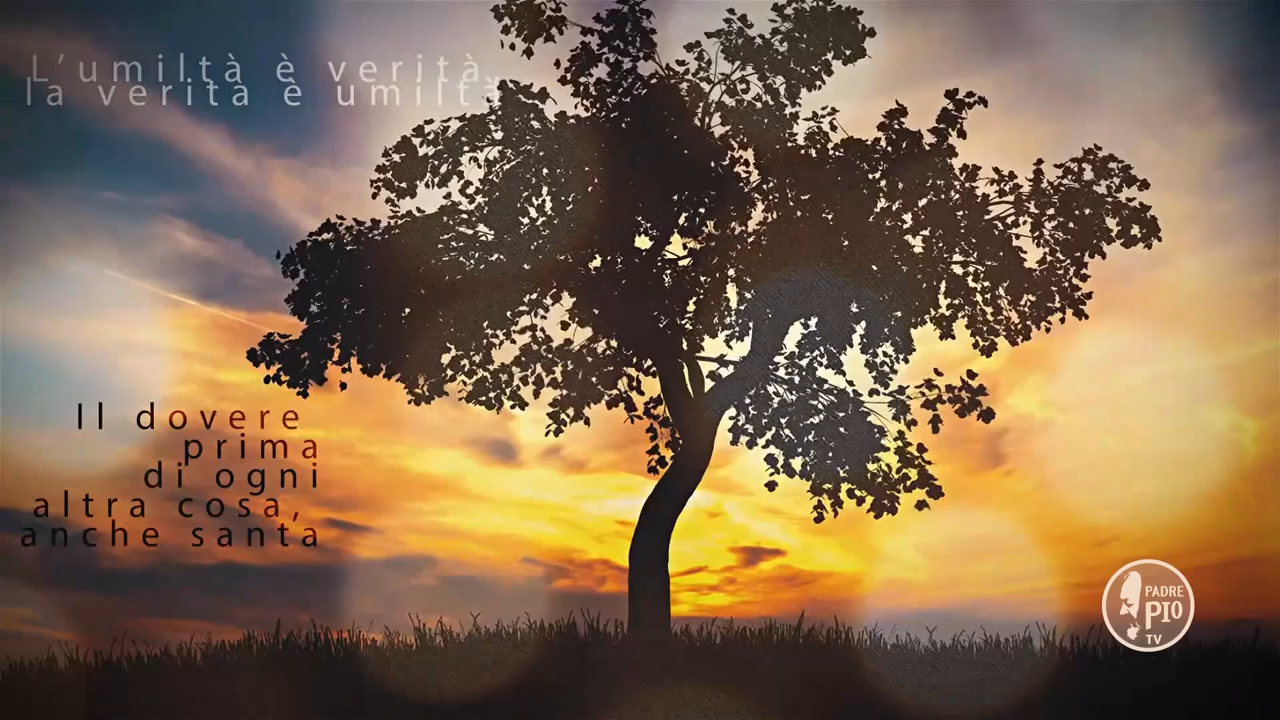 L'umiltà è verità,
la verità è umiltà
Il dovere
prima
di ogni
altra cosa,
anche santa
PADRE
PIO
TV